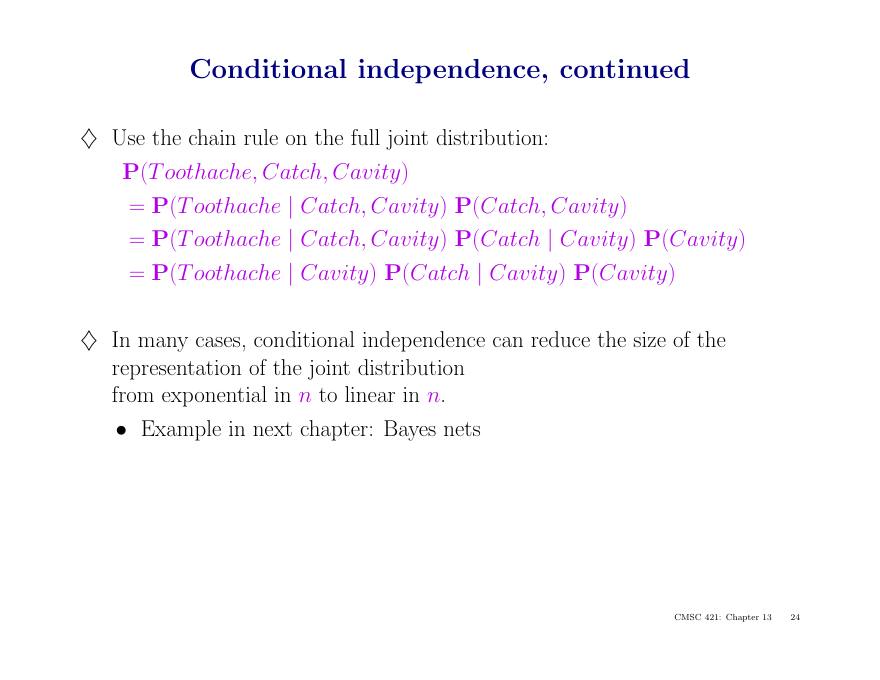 Conditional independence, continued
♢ Use the chain rule on the full joint distribution:
P(Toothache, Catch, Cavity)
= P(Toothache | Catch, Cavity) P(Catch, Cavity)
= P(Toothache | Catch, Cavity) P(Catch | Cavity) P(Cavity)
= P(Toothache | Cavity) P(Catch | Cavity) P(Cavity)
♢ In many cases, conditional independence can reduce the size of the
representation of the joint distribution
from exponential in n to linear in n.
• Example in next chapter: Bayes nets
CMSC 421: Chapter 13 24